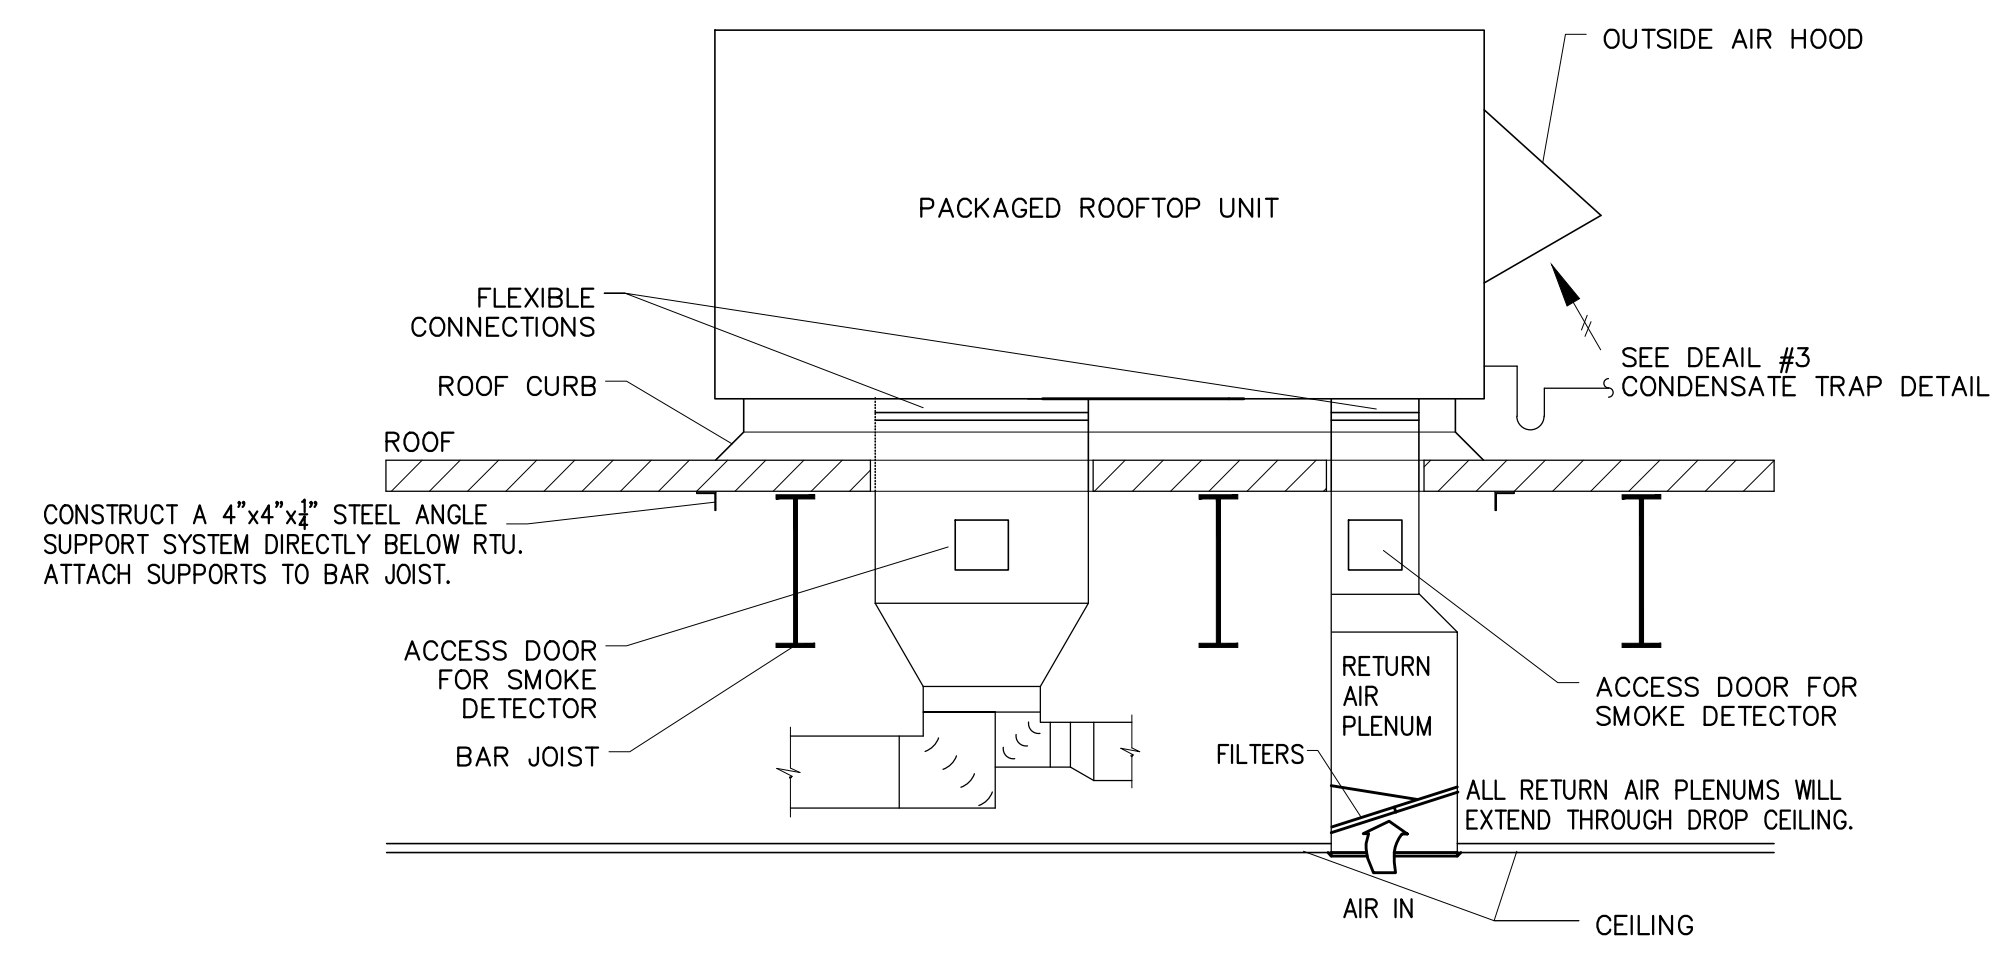 OUTSIDE AIR HOOD
PACKAGED ROOFTOP UNIT
FLEXIBLE
CONNECTIONS
SEE DEAIL #3
CONDENSATE TRAP DETAIL
ROOF CURB
ROOF
CONSTRUCT A 4"x4"x¼" STEEL ANGLE
SUPPORT SYSTEM DIRECTLY BELOW RTU.
ATTACH SUPPORTS TO BAR JOIST.
ACCESS DOOR
FOR SMOKE
DETECTOR
BAR JOIST
RETURN
AIR
PLENUM
ACCESS DOOR FOR
SMOKE DETECTOR
FILTERS
ALL RETURN AIR PLENUMS WILL
EXTEND THROUGH DROP CEILING.
AIR IN
CEILING